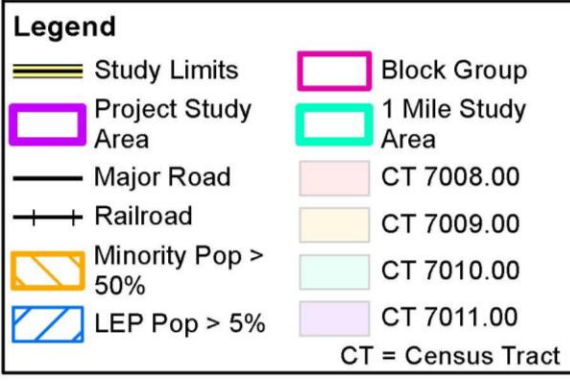 Legend
Study Limits
Project Study
Area
Major Road
Railroad
Minority Pop >
50%
LEP Pop > 5%
Block Group
1 Mile Study
Area
CT 7008.00
CT 7009.00
CT 7010.00
CT 7011.00
CT = Census Tract